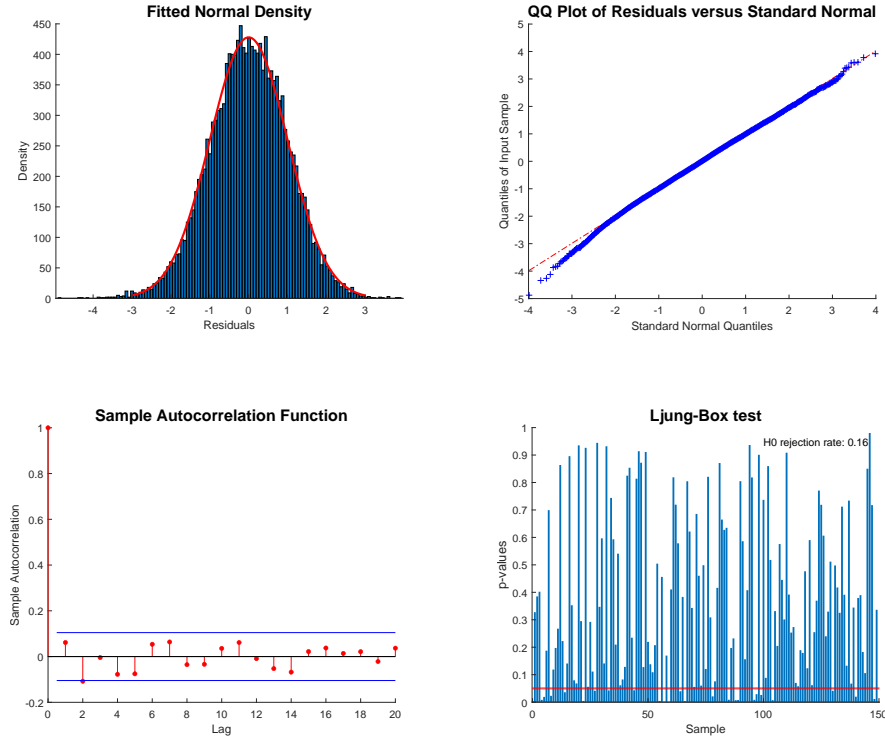 Fitted Normal Density
450
400
350
300
250
200
150
100
50
0
Density
-4 -3 -2 -1 0 1 2 3
Residuals
QQ Plot of Residuals versus Standard Normal
5
4
3
2
1
0
-1
-2
-3
-4
-5
Quantiles of Input Sample
-4 -3 -2 -1 0 1 2 3 4
Standard Normal Quantiles
Sample Autocorrelation Function
1
0.8
0.6
0.4
0.2
0
-0.2
Sample Autocorrelation
0 2 4 6 8 10 12 14 16 18 20
Lag
Ljung-Box test
H0 rejection rate: 0.16
1
0.9
0.8
0.7
0.6
0.5
0.4
0.3
0.2
0.1
0
p-values
0 50 100 150
Sample